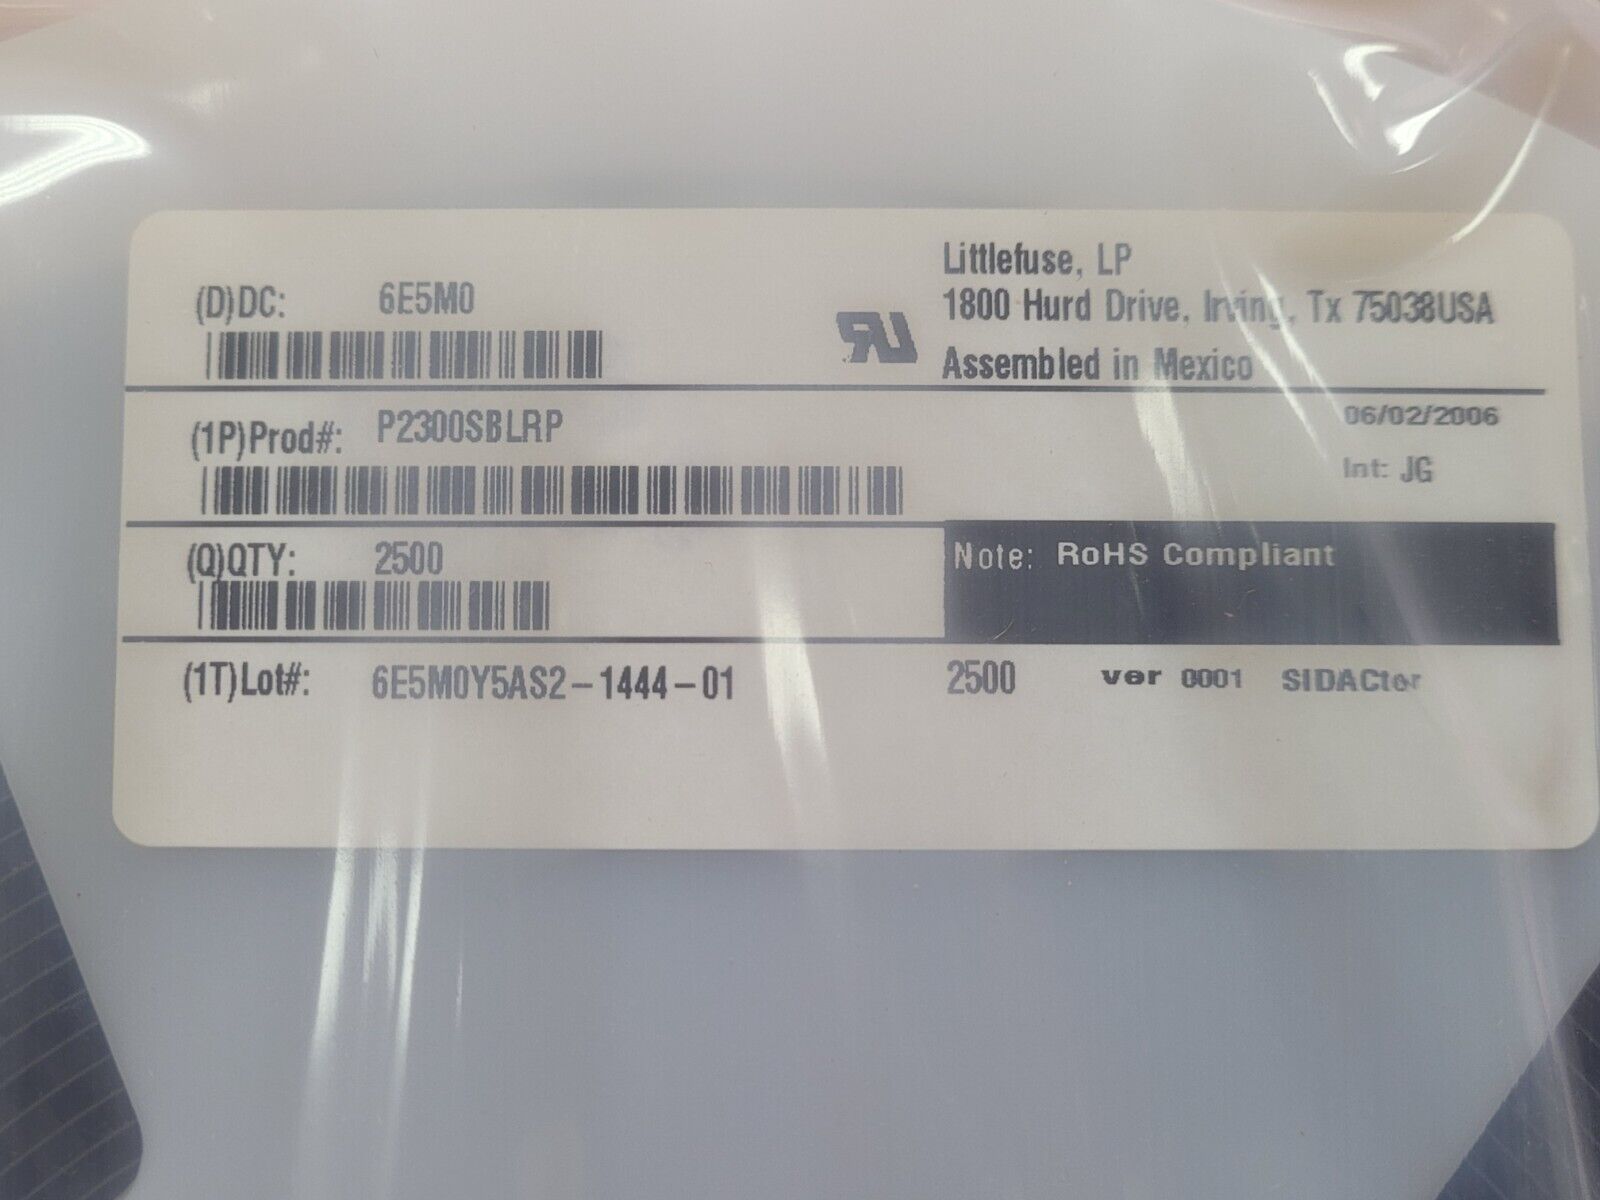 (D)DC: 6E5M0
Littlefuse, LP
1800 Hurd Drive, Irving, Tx 75038USA
Assembled in Mexico
(1P)Prod#: P2300SBLRP
06/02/2006
Int: JG
(Q)QTY: 2500
Note: RoHS Compliant
(1T)Lot#: 6E5M0Y5AS2-1444-01 2500 ver 0001 SIDACtor